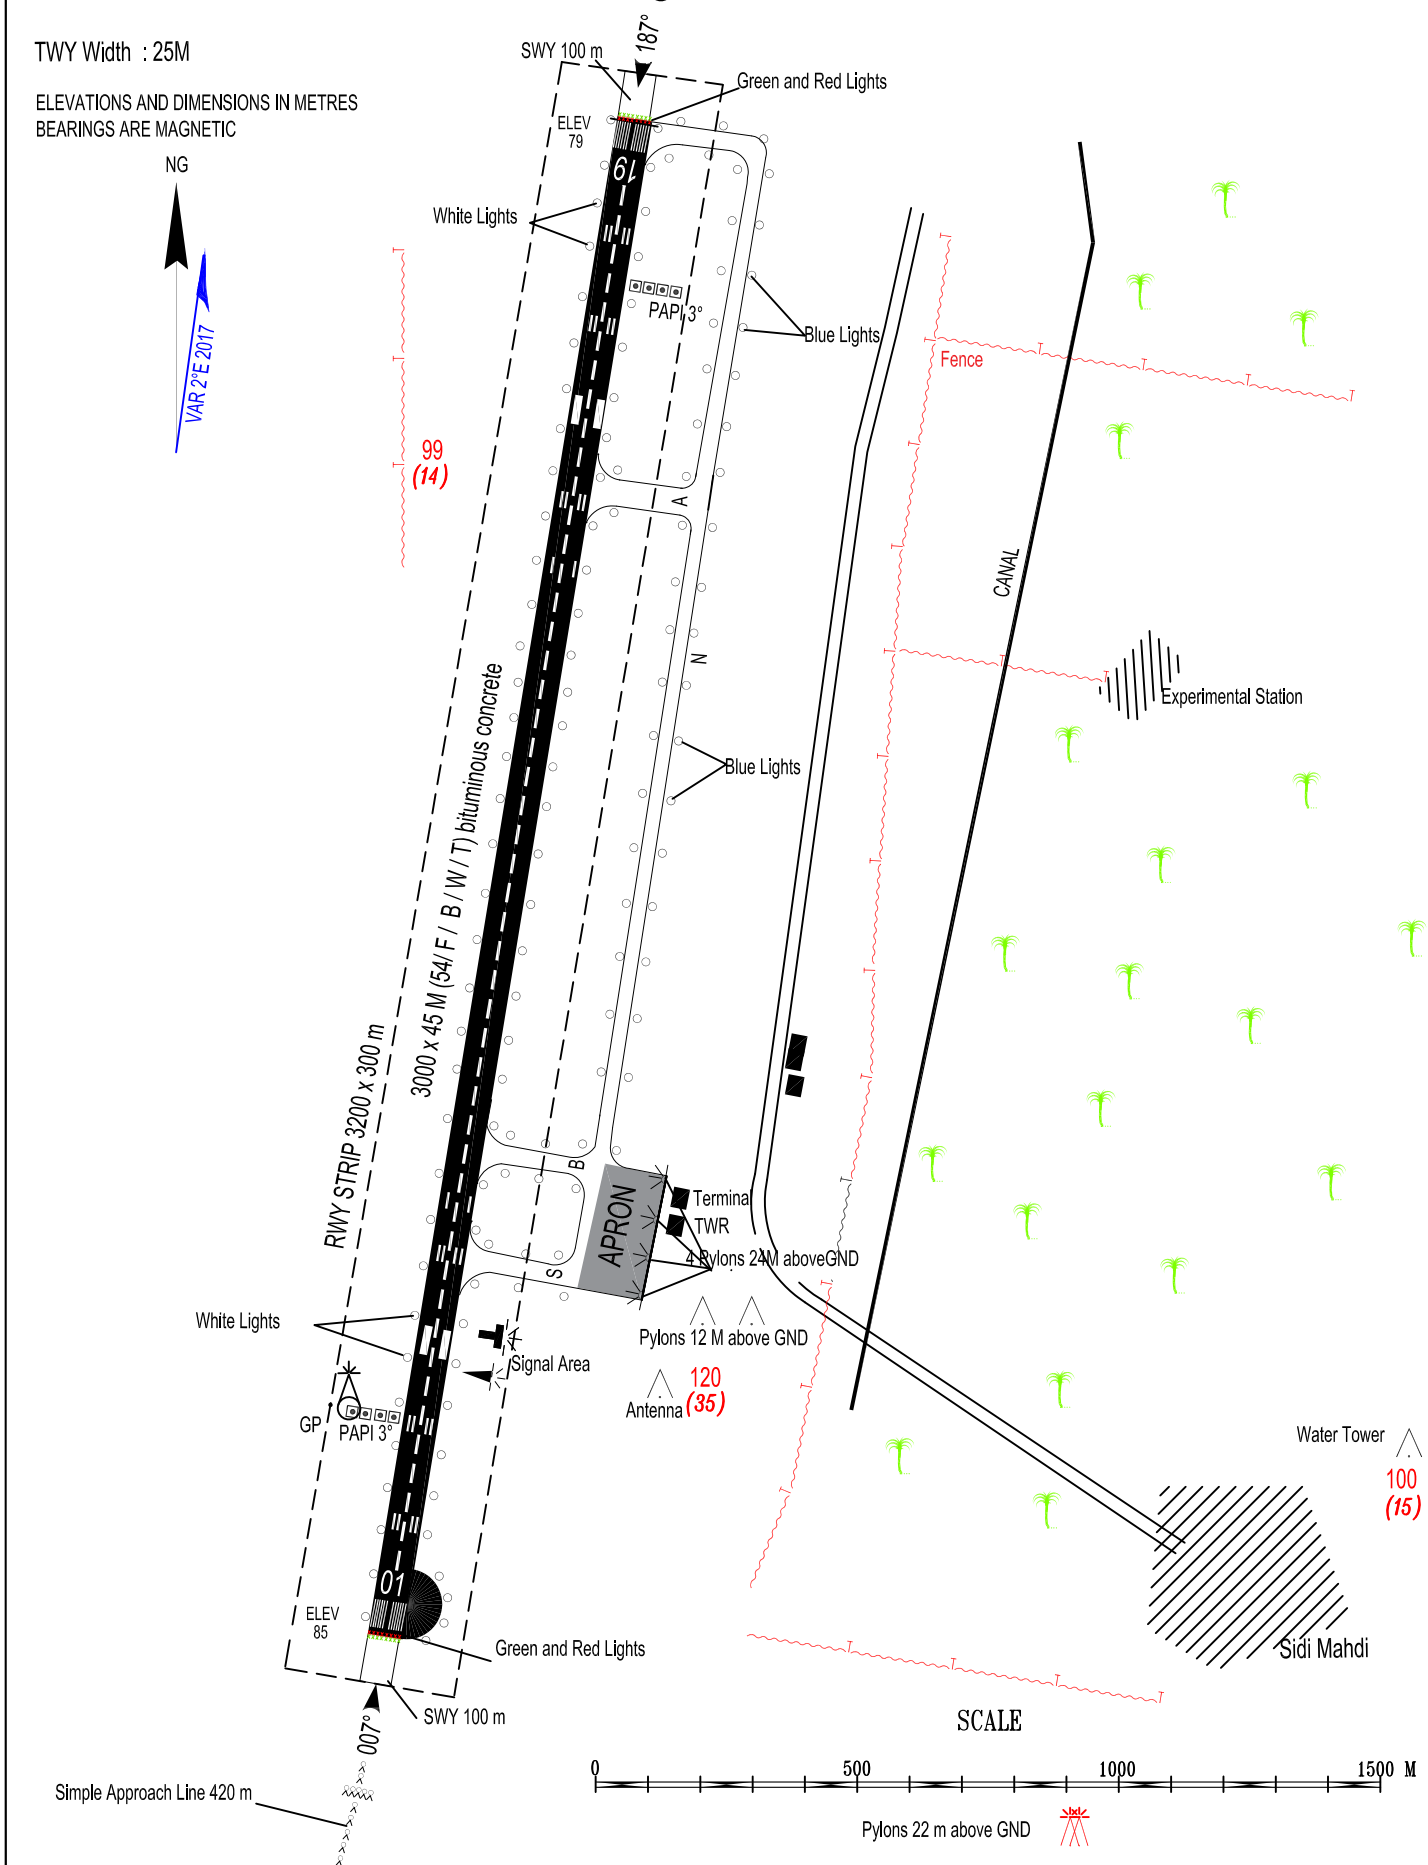 SWY 100 m
187°
TWY Width : 25M
Green and Red Lights
ELEVATIONS AND DIMENSIONS IN METRES
BEARINGS ARE MAGNETIC
ELEV
79
NG
19
White Lights
VAR 2°E 2017
PAPI 3°
Blue Lights
Fence
99
(14)
A
CANAL
N
Experimental Station
3000 x 45 M (54/ F / B / W / T) bituminous concrete
Blue Lights
RWY STRIP 3200 x 300 m
B
APRON
Terminal
TWR
4 Pylons 24M aboveGND
S
White Lights
Pylons 12 M above GND
Signal Area
120
(35)
Antenna
GP
PAPI 3°
Water Tower
100
(15)
01
ELEV
85
Green and Red Lights
Sidi Mahdi
SWY 100 m
007°
SCALE
0 500 1000 1500 M
Simple Approach Line 420 m
Pylons 22 m above GND